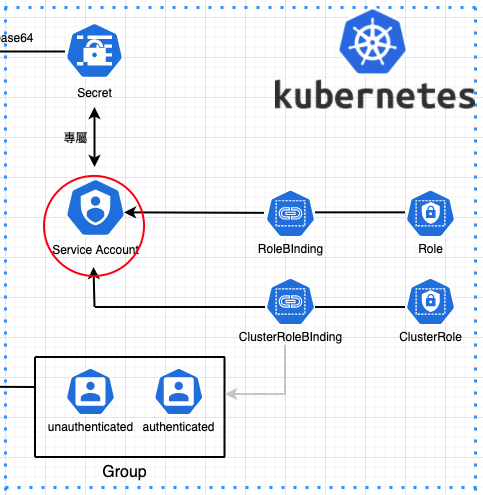 ase64
Secret
kubernetes
專屬
Service Account
RoleBInding
Role
ClusterRoleBInding
ClusterRole
unauthenticated
authenticated
Group